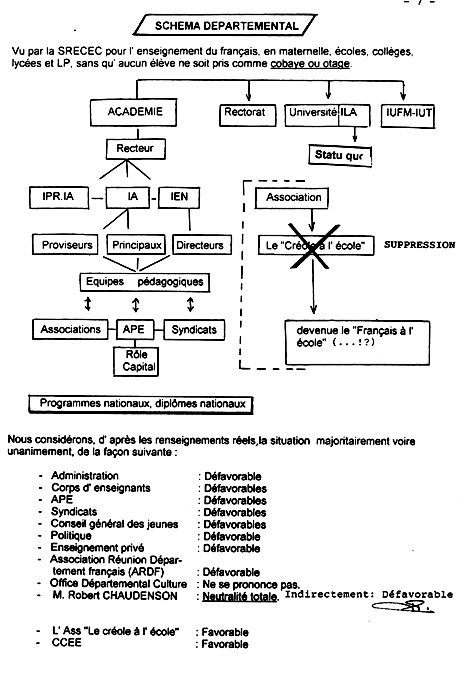 - 7 -
SCHEMA DEPARTEMENTAL
Vu par la SRECEC pour l' enseignement du français, en maternelle, écoles, collèges,
lycées et LP, sans qu' aucun élève ne soit pris comme cobaye ou otage.
ACADEMIE
Rectorat
Université ILA
IUFM-IUT
Recteur
Statu quo
IPR.IA
IA
IEN
Association
Proviseurs
Principaux
Directeurs
Le "Créole à l' école"
SUPPRESSION
Equipes pédagogiques
Associations
APE
Syndicats
devenue le "Français à l'
école" (...!?)
Rôle
Capital
Programmes nationaux, diplômes nationaux
Nous considérons, d' après les renseignements réels,la situation majoritairement voire
unanimement, de la façon suivante :
- Administration : Défavorable
- Corps d' enseignants : Défavorables
- APE : Défavorables
- Syndicats : Défavorables
- Conseil général des jeunes : Défavorables
- Politique : Défavorable
- Enseignement privé : Défavorable
- Association Réunion Dépar-
tement français (ARDF) : Défavorable
- Office Départemental Culture : Ne se prononce pas.
- M. Robert CHAUDENSON : Neutralité totale. Indirectement: Défavorable
- L' Ass "Le créole à l' école" : Favorable
- CCEE : Favorable